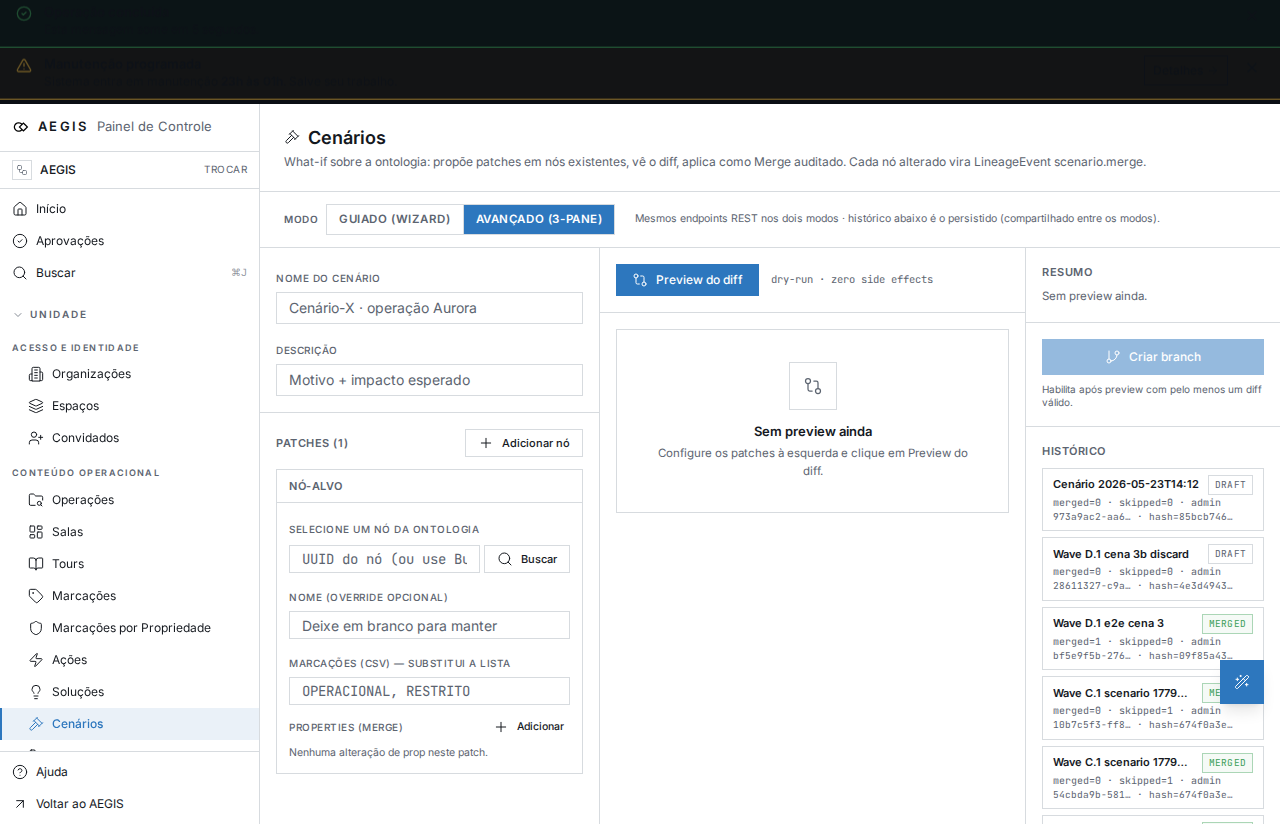 AEGIS Painel de Controle
AEGIS TROCAR
Início
Aprovações
Buscar ⌘J
UNIDADE
ACESSO E IDENTIDADE
Organizações
Espaços
Convidados
CONTEÚDO OPERACIONAL
Operações
Salas
Tours
Marcações
Marcações por Propriedade
Ações
Soluções
Cenários
Ajuda
Voltar ao AEGIS
Cenários
What-if sobre a ontologia: propõe patches em nós existentes, vê o diff, aplica como Merge auditado. Cada nó alterado vira LineageEvent scenario.merge.
MODO GUIADO (WIZARD) AVANÇADO (3-PANE) Mesmos endpoints REST nos dois modos · histórico abaixo é o persistido (compartilhado entre os modos).
NOME DO CENÁRIO
Cenário-X · operação Aurora
DESCRIÇÃO
Motivo + impacto esperado
PATCHES (1) Adicionar nó
NÓ-ALVO
SELECIONE UM NÓ DA ONTOLOGIA
UUID do nó (ou use Bu Buscar
NOME (OVERRIDE OPCIONAL)
Deixe em branco para manter
MARCAÇÕES (CSV) — SUBSTITUI A LISTA
OPERACIONAL, RESTRITO
PROPERTIES (MERGE) Adicionar
Nenhuma alteração de prop neste patch.
Preview do diff dry-run · zero side effects
Sem preview ainda
Configure os patches à esquerda e clique em Preview do
diff.
RESUMO
Sem preview ainda.
Criar branch
Habilita após preview com pelo menos um diff
válido.
HISTÓRICO
Cenário 2026-05-23T14:12 DRAFT
merged=0 · skipped=0 · admin
973a9ac2-aa6… · hash=85bcb746…
Wave D.1 cena 3b discard DRAFT
merged=0 · skipped=0 · admin
28611327-c9a… · hash=4e3d4943…
Wave D.1 e2e cena 3 MERGED
merged=1 · skipped=0 · admin
bf5e9f5b-276… · hash=09f85a43…
Wave C.1 scenario 1779… ME
merged=0 · skipped=1 · admin
10b7c5f3-ff8… · hash=674f0a3e…
Wave C.1 scenario 1779… MERGED
merged=0 · skipped=1 · admin
54cbda9b-581… · hash=674f0a3e…